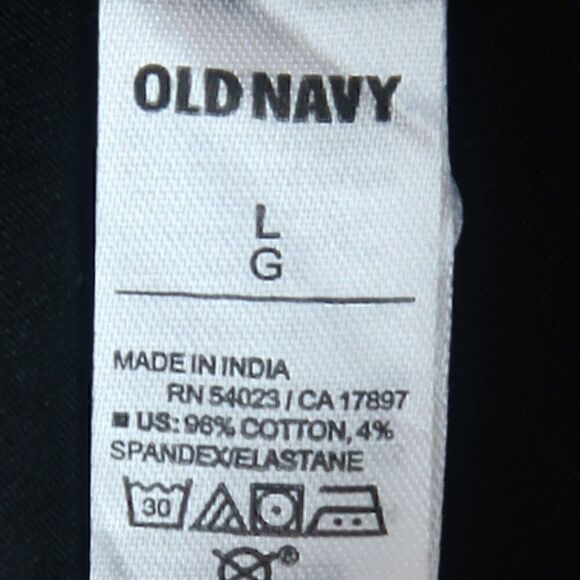 OLD NAVY
L
G
MADE IN INDIA
RN 54023 / CA 17897
■ US: 96% COTTON, 4%
SPANDEX/ELASTANE
30
®